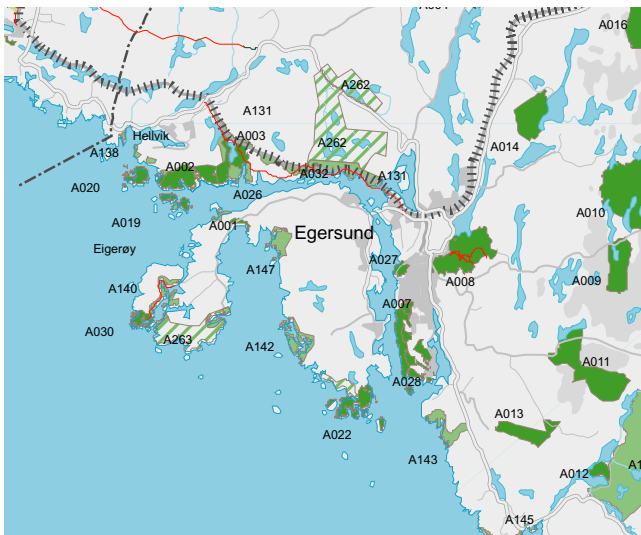 A016
A262
A131
Hellvik
A003
A262
A138
A014
A002
A032
A131
A020
A026
A010
A019
A001
Egersund
Eigerøy
A147
A027
A140
A008
A009
A007
A030
A263
A142
A011
A028
A013
A022
A143
A012
A145